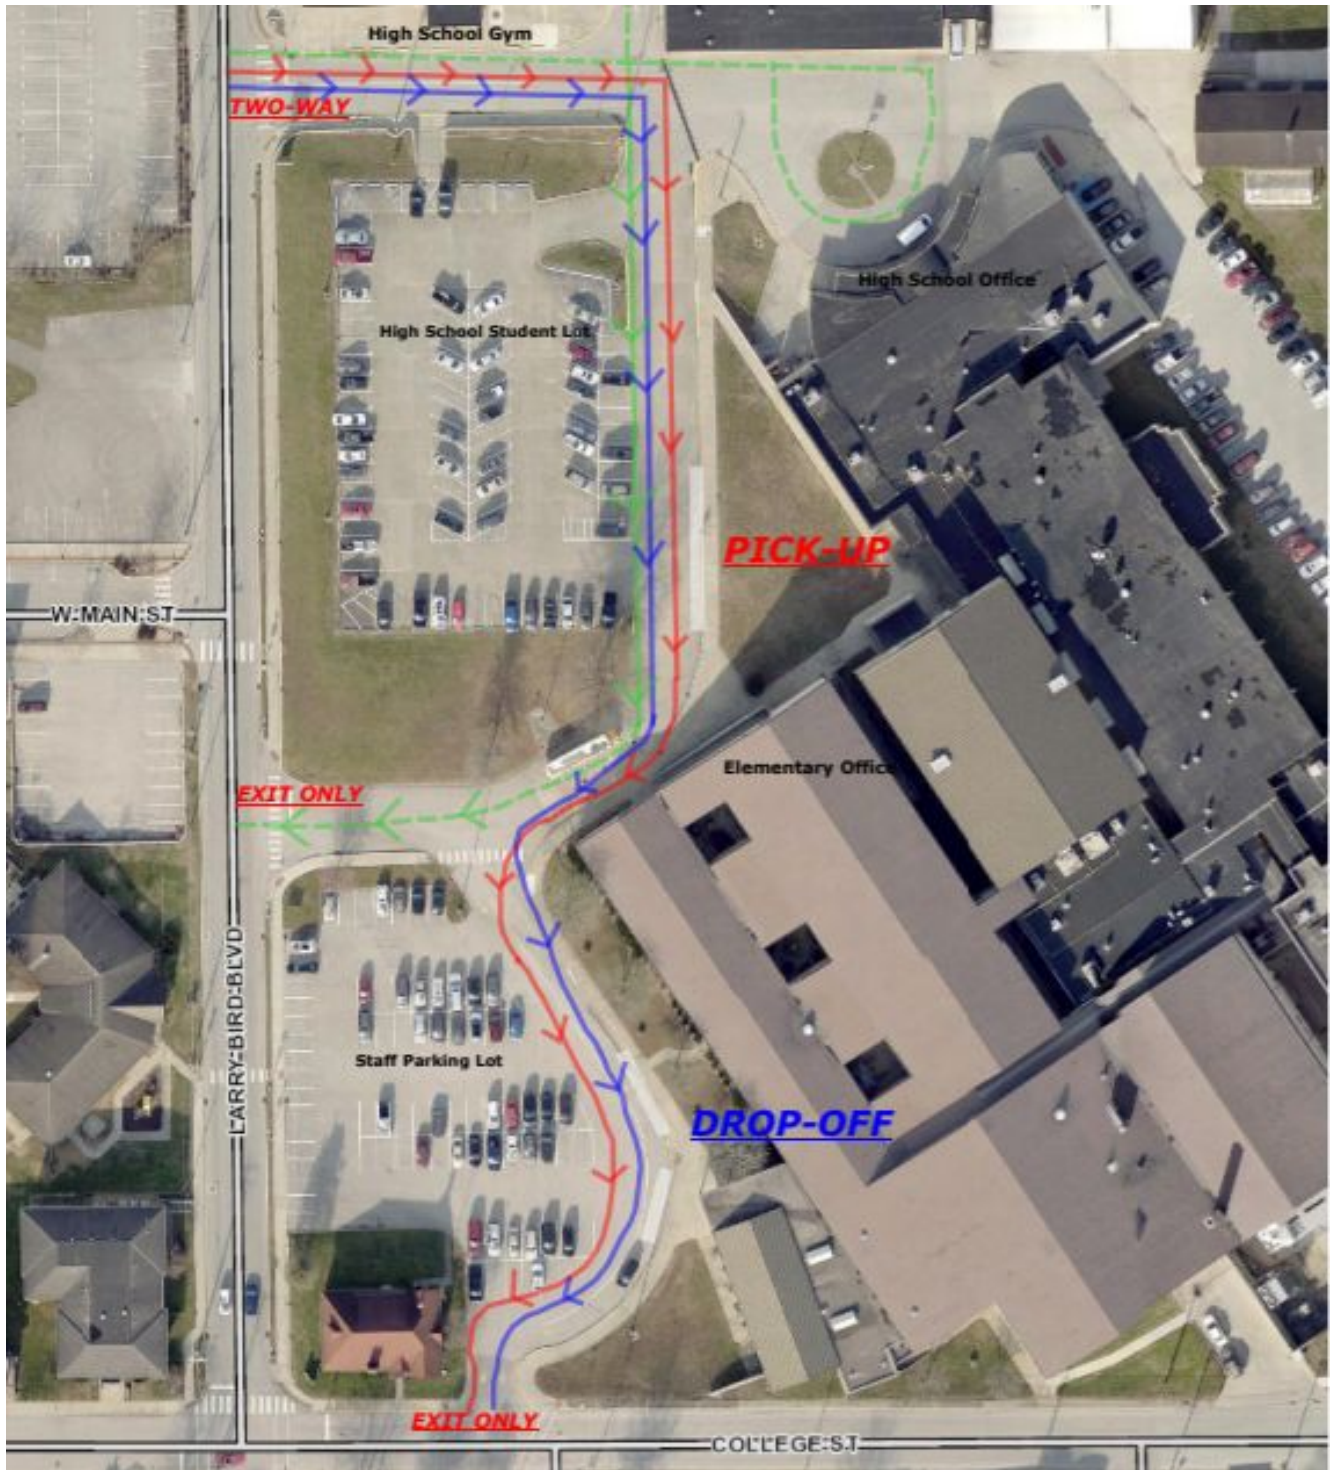 High School Gym
TWO-WAY
High School Office
High School Student Lot
PICK-UP
W MAIN ST
Elementary Office
EXIT ONLY
LARRY BIRD BLVD
Staff Parking Lot
DROP-OFF
EXIT ONLY
COLLEGE ST